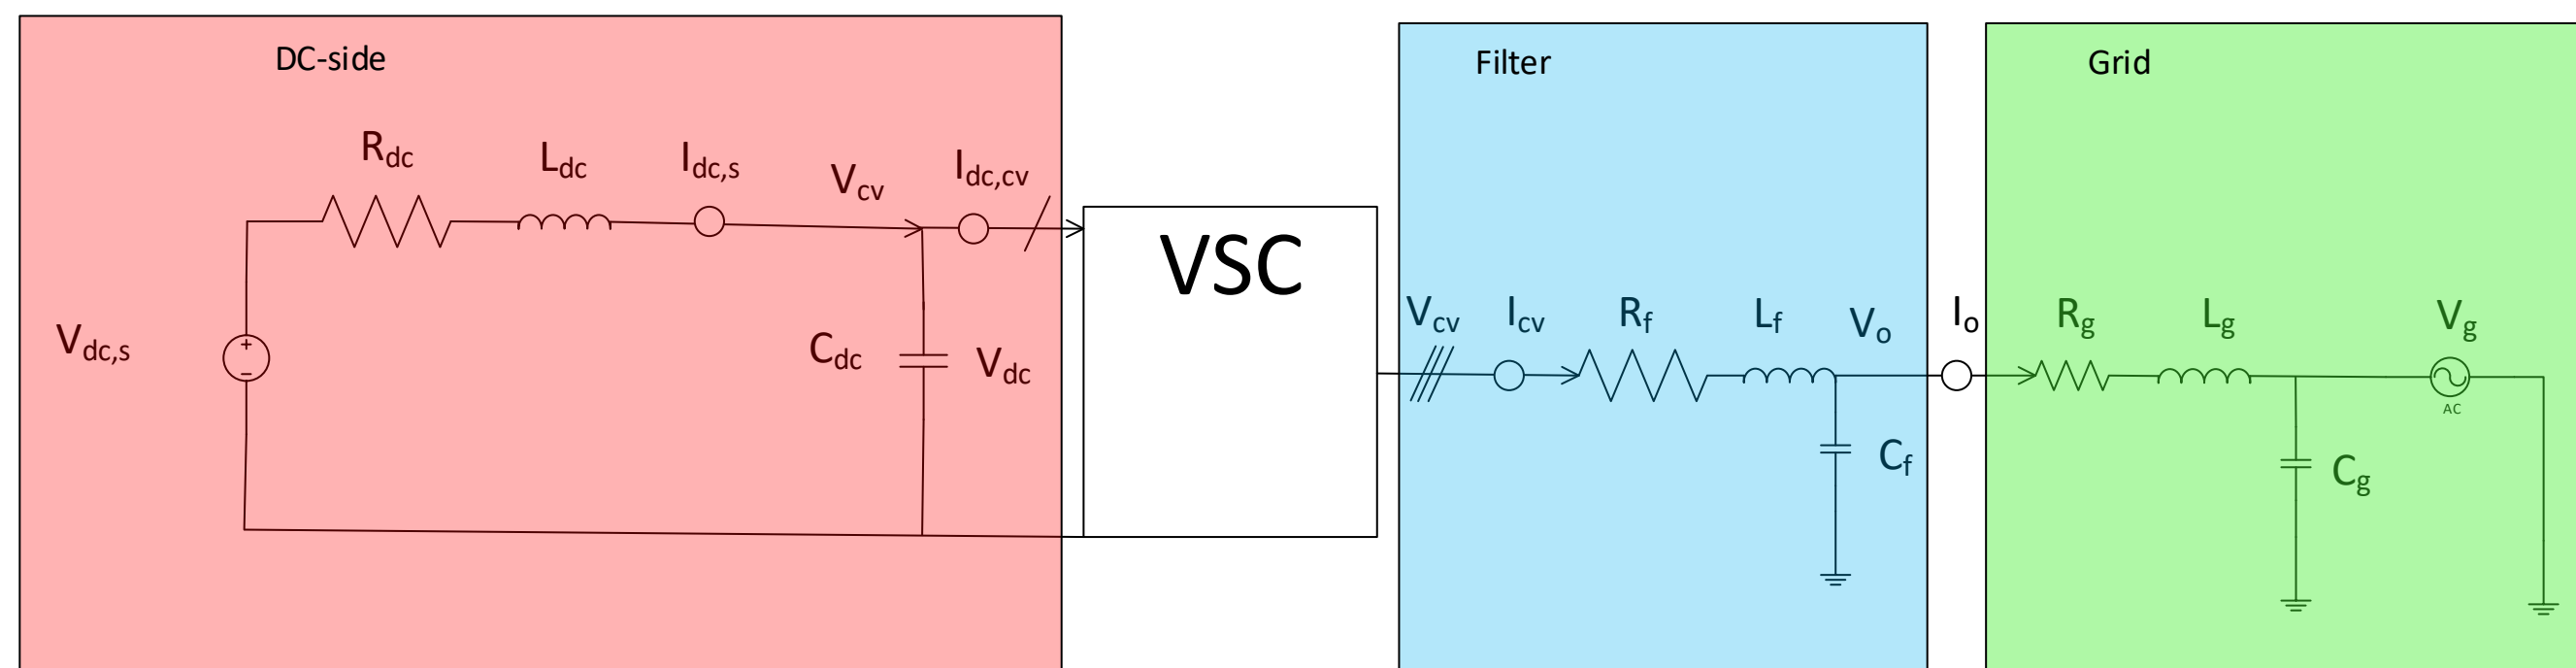 DC-side
Filter
Grid
Rdc
Ldc
Idc,s
Vcv
Idc,cv
VSC
Vdc,s
+
−
Cdc
Vdc
Vcv
Icv
Rf
Lf
Vo
Io
Cf
Rg
Lg
Vg
AC
Cg